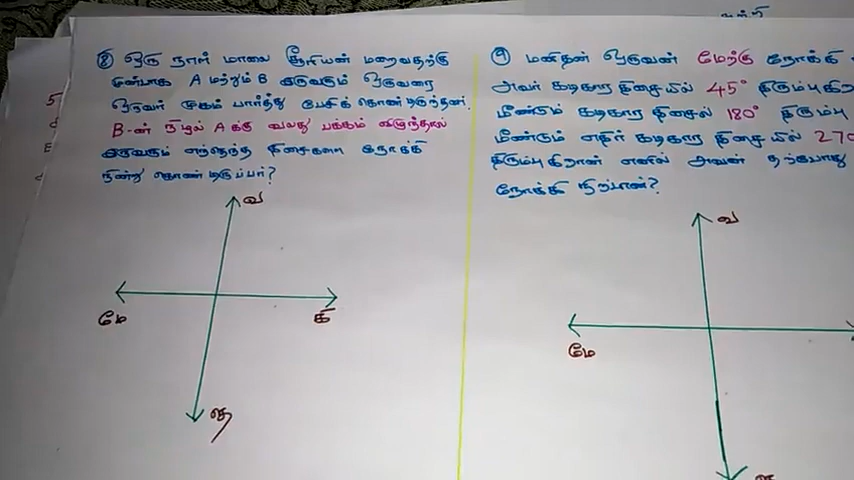 ன்றி
⑧ ஒரு நாள் மாலை சூரியன் மறைவதற்கு
முன்பாக A மற்றும் B இருவரும் ஒருவரை
ஒருவர் முகம் பார்த்து பேசிக் கொண்டிருந்தனர்.
B-ன் நிழல் A க்கு வலது பக்கம் விழுந்தால்
இருவரும் எந்தெந்த திசைகளை நோக்கி
நின்று கொண்டிருப்பர்?
வ
மே
கி
தெ
⑨ மனிதன் ஒருவன் மேற்கு நோக்கி
அவர் கடிகார திசையில் 45° திரும்புகிறா
மீண்டும் கடிகார திசைல் 180° திரும்பு
மீண்டும் எதிர் கடிகார திசையில் 270
திரும்புகிறான் எனில் அவன் தற்போது
நோக்கி நிற்பான்?
வ
மே